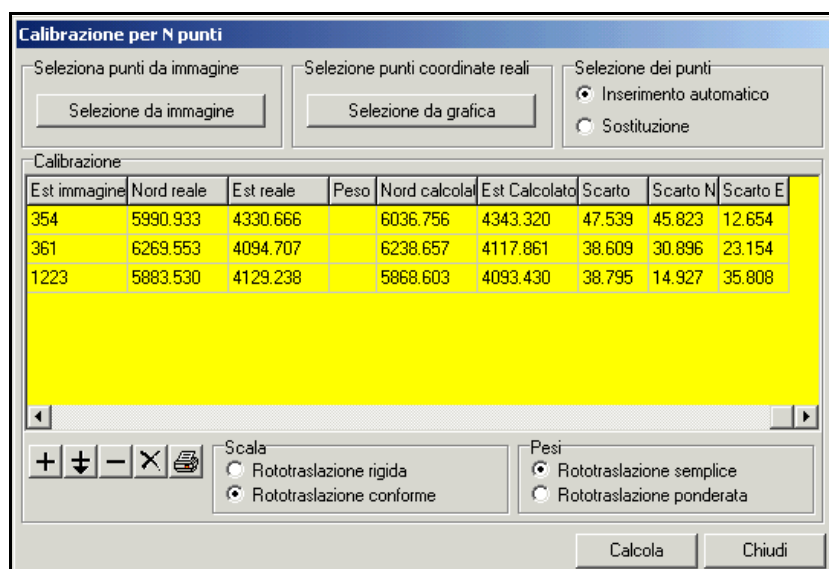 Calibrazione per N punti
Seleziona punti da immagine
Selezione punti coordinate reali
Selezione dei punti
Selezione da immagine
Selezione da grafica
Inserimento automatico
Sostituzione
Calibrazione
Est immagine Nord reale Est reale Peso Nord calcolat Est Calcolato Scarto Scarto N Scarto E
354 5990.933 4330.666 6036.756 4343.320 47.539 45.823 12.654
361 6269.553 4094.707 6238.657 4117.861 38.609 30.896 23.154
1223 5883.530 4129.238 5868.603 4093.430 38.795 14.927 35.808
Scala
Rototraslazione rigida
Rototraslazione conforme
Pesi
Rototraslazione semplice
Rototraslazione ponderata
Calcola
Chiudi